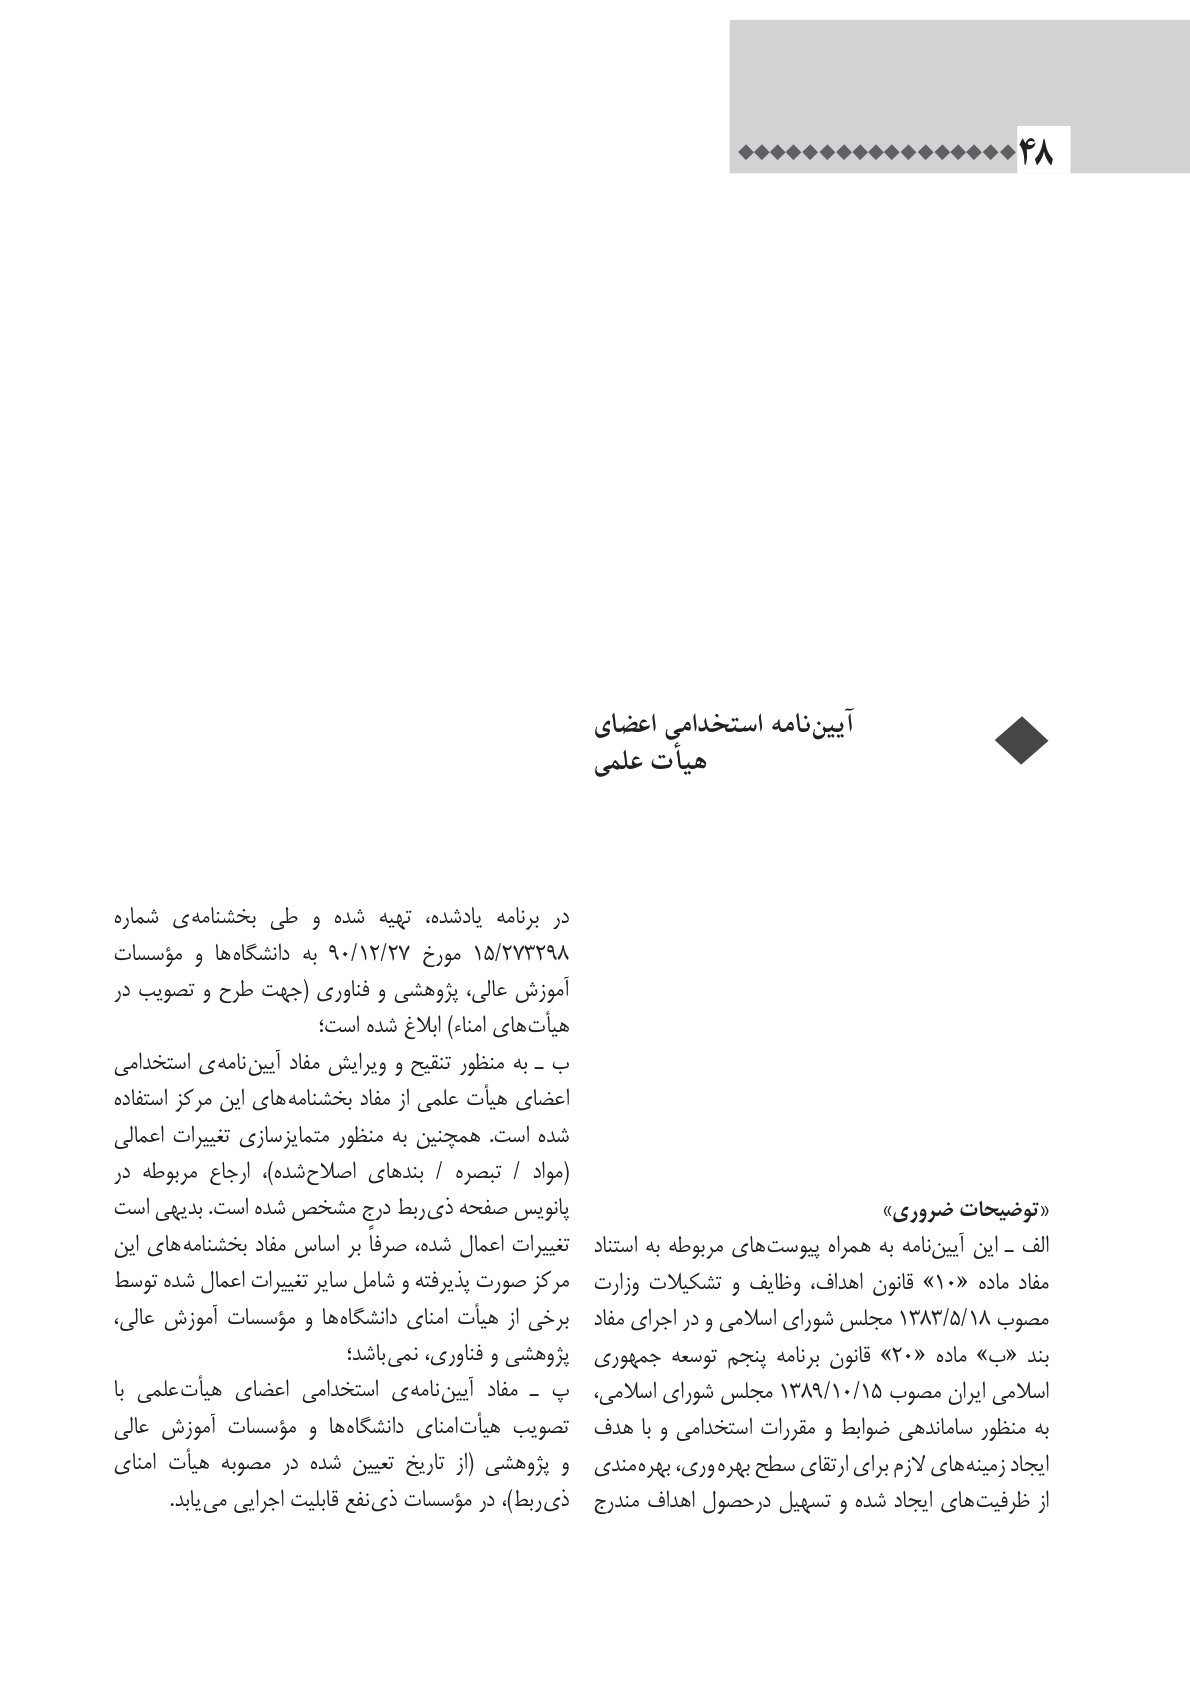 ۴۸
آیین‌نامه استخدامی اعضای
هیأت علمی
«توضیحات ضروری»
الف ـ این آیین‌نامه به همراه پیوست‌های مربوطه به استناد
مفاد ماده «۱۰» قانون اهداف، وظایف و تشکیلات وزارت
مصوب ۱۳۸۳/۵/۱۸ مجلس شورای اسلامی و در اجرای مفاد
بند «ب» ماده «۲۰» قانون برنامه پنجم توسعه جمهوری
اسلامی ایران مصوب ۱۳۸۹/۱۰/۱۵ مجلس شورای اسلامی،
به منظور ساماندهی ضوابط و مقررات استخدامی و با هدف
ایجاد زمینه‌های لازم برای ارتقای سطح بهره‌وری، بهره‌مندی
از ظرفیت‌های ایجاد شده و تسهیل درحصول اهداف مندرج
در برنامه یادشده، تهیه شده و طی بخشنامه‌ی شماره
۱۵/۲۷۳۲۹۸ مورخ ۹۰/۱۲/۲۷ به دانشگاه‌ها و مؤسسات
آموزش عالی، پژوهشی و فناوری (جهت طرح و تصویب در
هیأت‌های امناء) ابلاغ شده است؛
ب ـ به منظور تنقیح و ویرایش مفاد آیین‌نامه‌ی استخدامی
اعضای هیأت علمی از مفاد بخشنامه‌های این مرکز استفاده
شده است. همچنین به منظور متمایزسازی تغییرات اعمالی
(مواد / تبصره / بندهای اصلاح‌شده)، ارجاع مربوطه در
پانویس صفحه ذی‌ربط درج مشخص شده است. بدیهی است
تغییرات اعمال شده، صرفاً بر اساس مفاد بخشنامه‌های این
مرکز صورت پذیرفته و شامل سایر تغییرات اعمال شده توسط
برخی از هیأت امنای دانشگاه‌ها و مؤسسات آموزش عالی،
پژوهشی و فناوری، نمی‌باشد؛
پ ـ مفاد آیین‌نامه‌ی استخدامی اعضای هیأت‌علمی با
تصویب هیأت‌امنای دانشگاه‌ها و مؤسسات آموزش عالی
و پژوهشی (از تاریخ تعیین شده در مصوبه هیأت امنای
ذی‌ربط)، در مؤسسات ذی‌نفع قابلیت اجرایی می‌یابد.